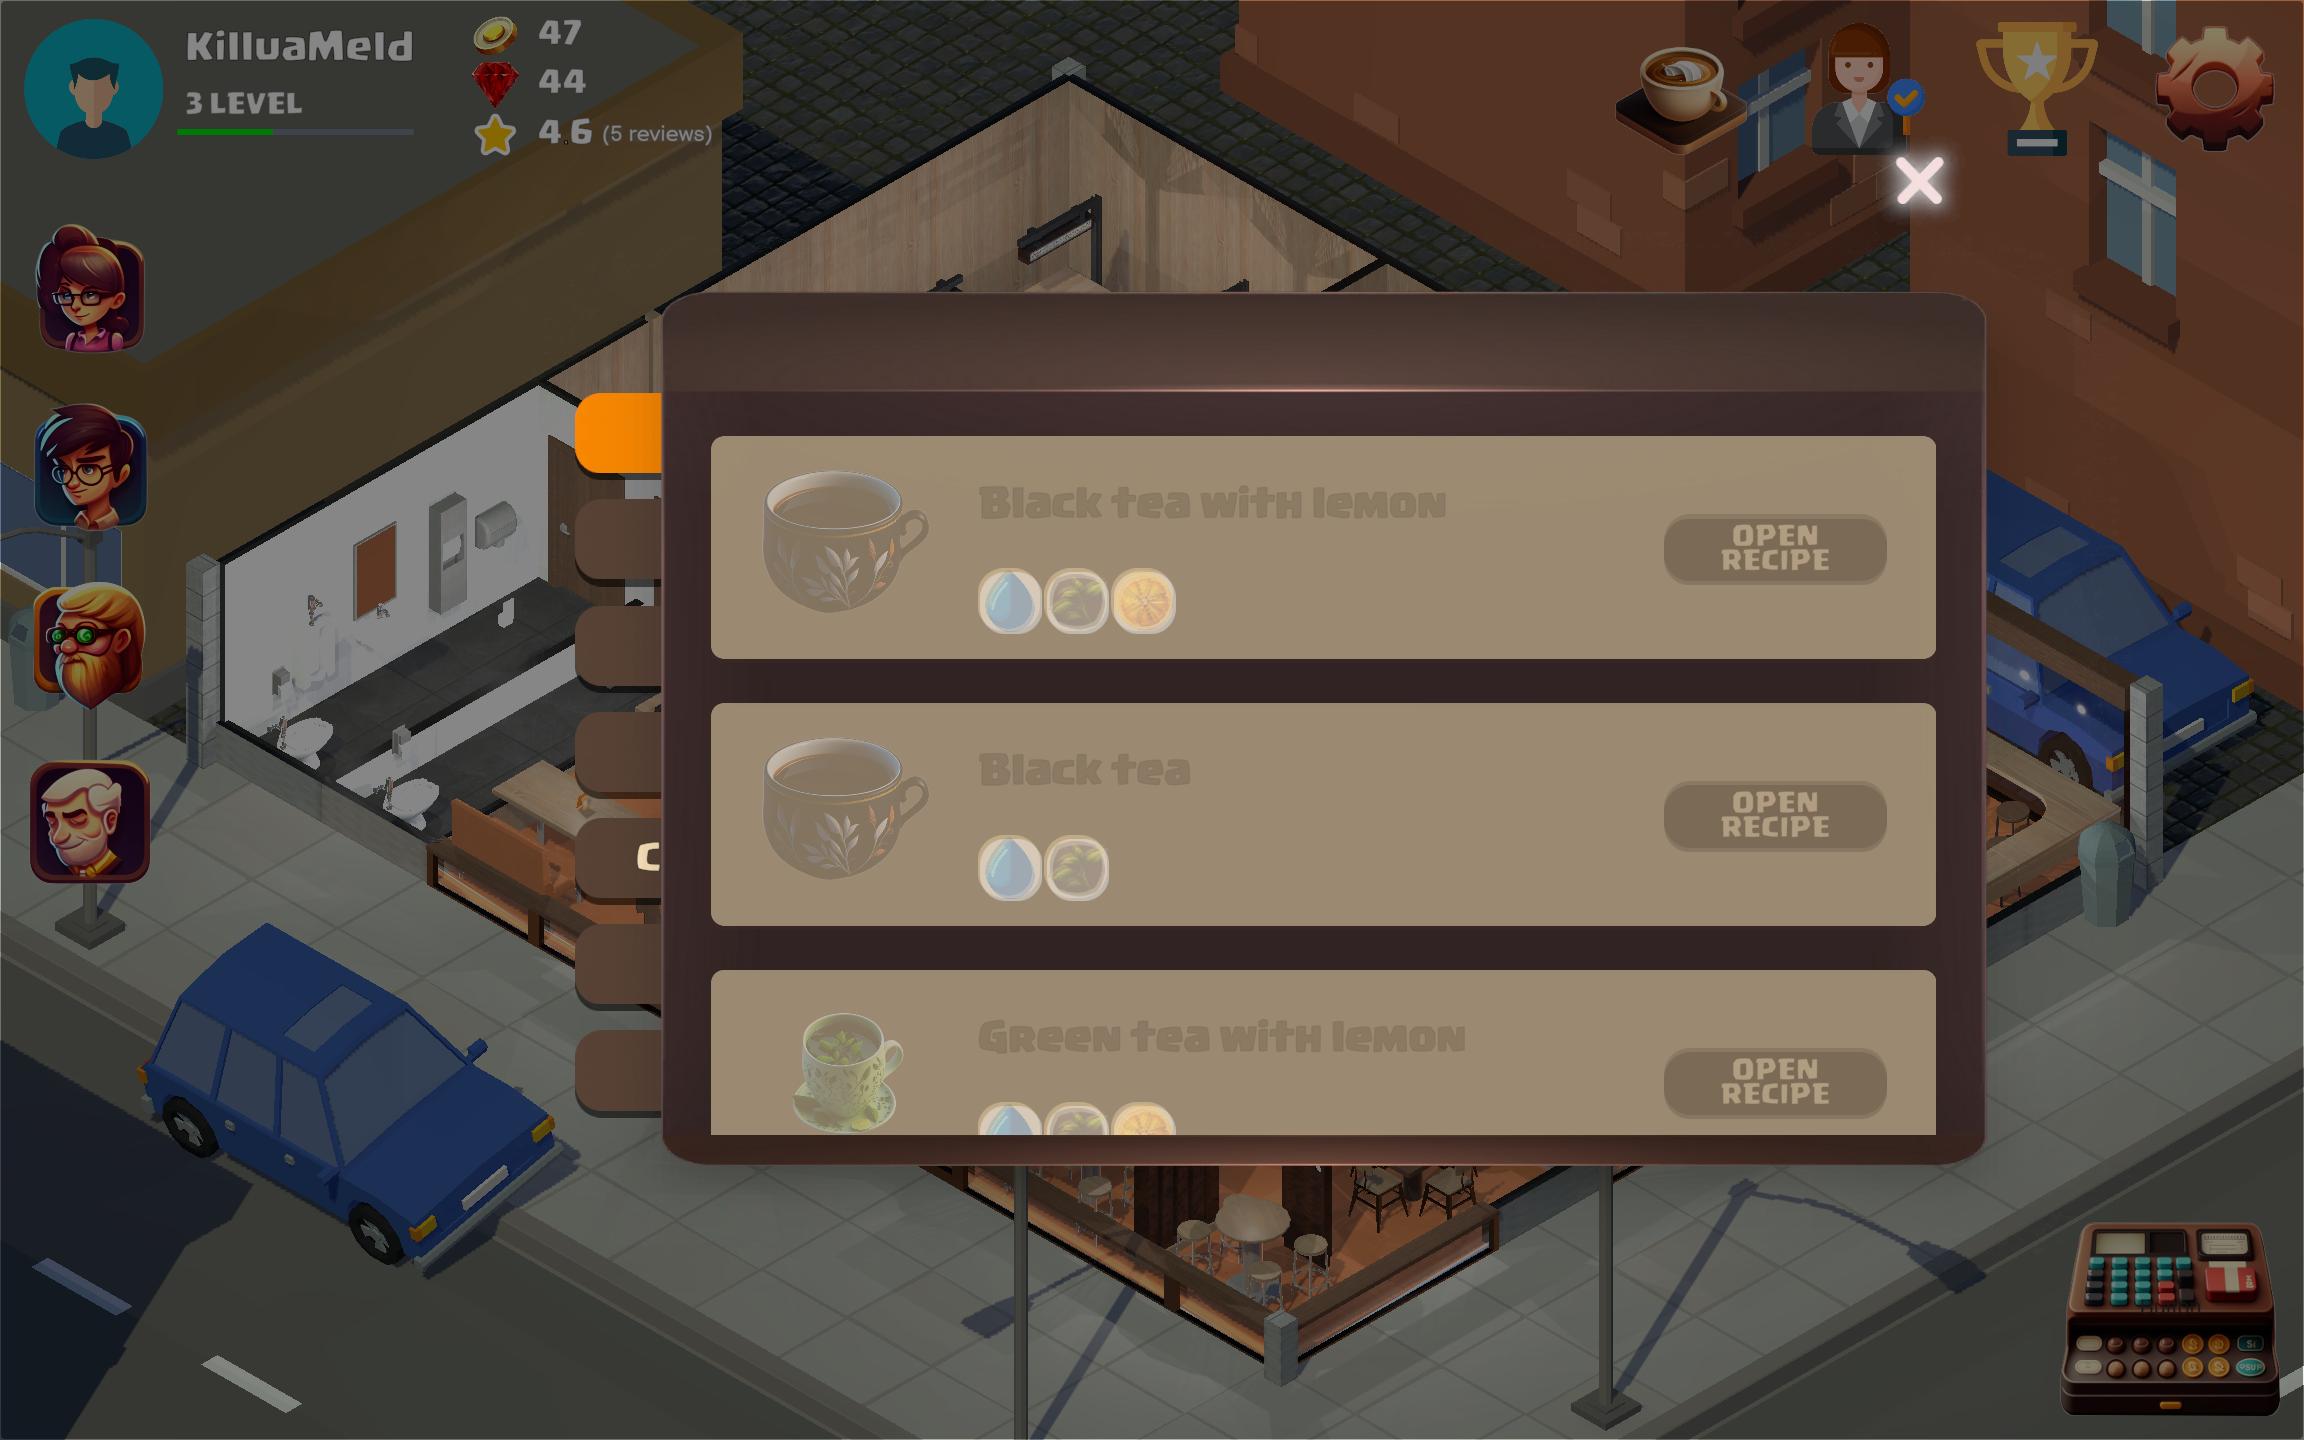 KilluaMeld
3 LEVEL
47
44
4.6 (5 reviews)
Black tea with lemon
OPEN
RECIPE
Black tea
OPEN
RECIPE
C
Green tea with lemon
OPEN
RECIPE